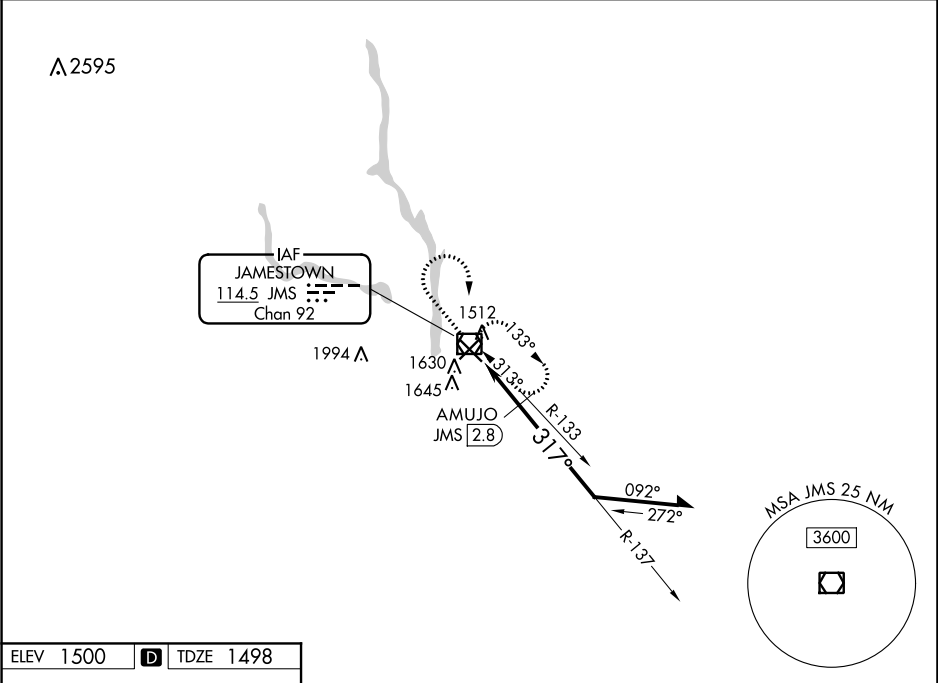 2595
IAF
JAMESTOWN
114.5 JMS
Chan 92
1512
133°
1994
1630
313°
1645
AMUJO
JMS 2.8
R-133
317°
092°
272°
R-137
MSA JMS 25 NM
3600
ELEV 1500 D TDZE 1498